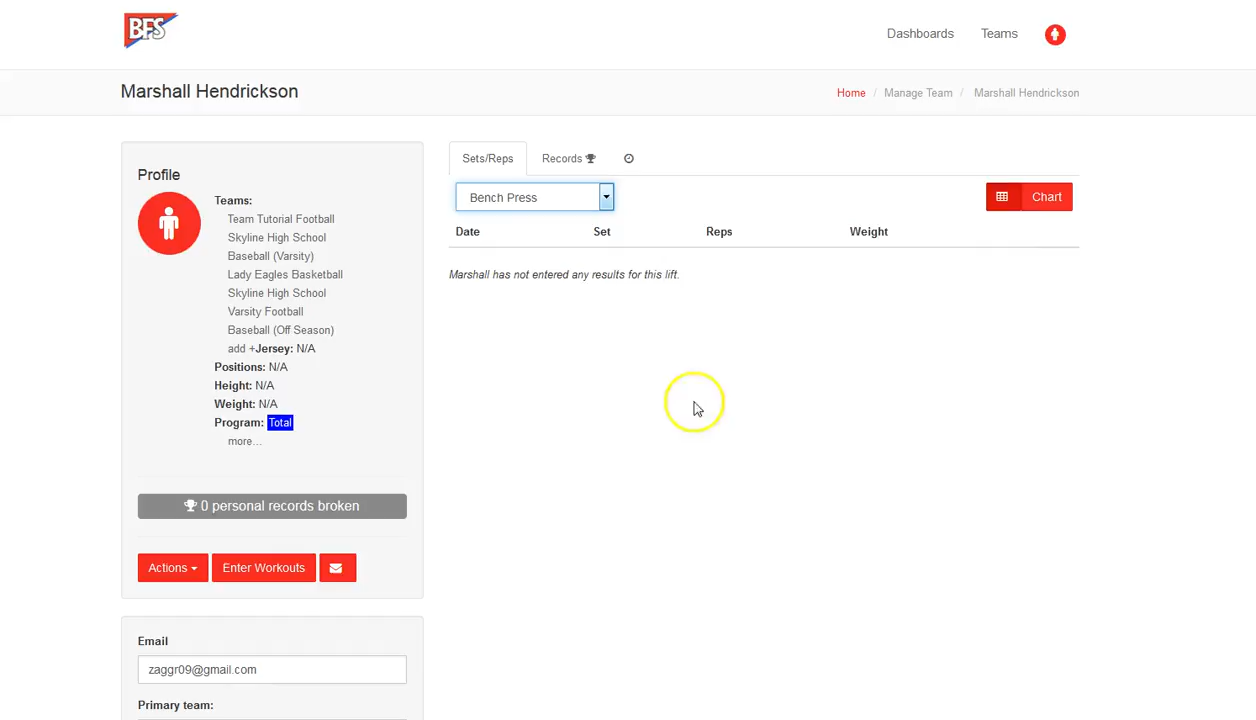 BFS
Dashboards Teams
Marshall Hendrickson
Home / Manage Team / Marshall Hendrickson
Profile
Teams:
Team Tutorial Football
Skyline High School
Baseball (Varsity)
Lady Eagles Basketball
Skyline High School
Varsity Football
Baseball (Off Season)
add +Jersey: N/A
Positions: N/A
Height: N/A
Weight: N/A
Program: Total
more...
0 personal records broken
Actions Enter Workouts
Email
zaggr09@gmail.com
Primary team:
Sets/Reps Records
Bench Press Chart
Date Set Reps Weight
Marshall has not entered any results for this lift.